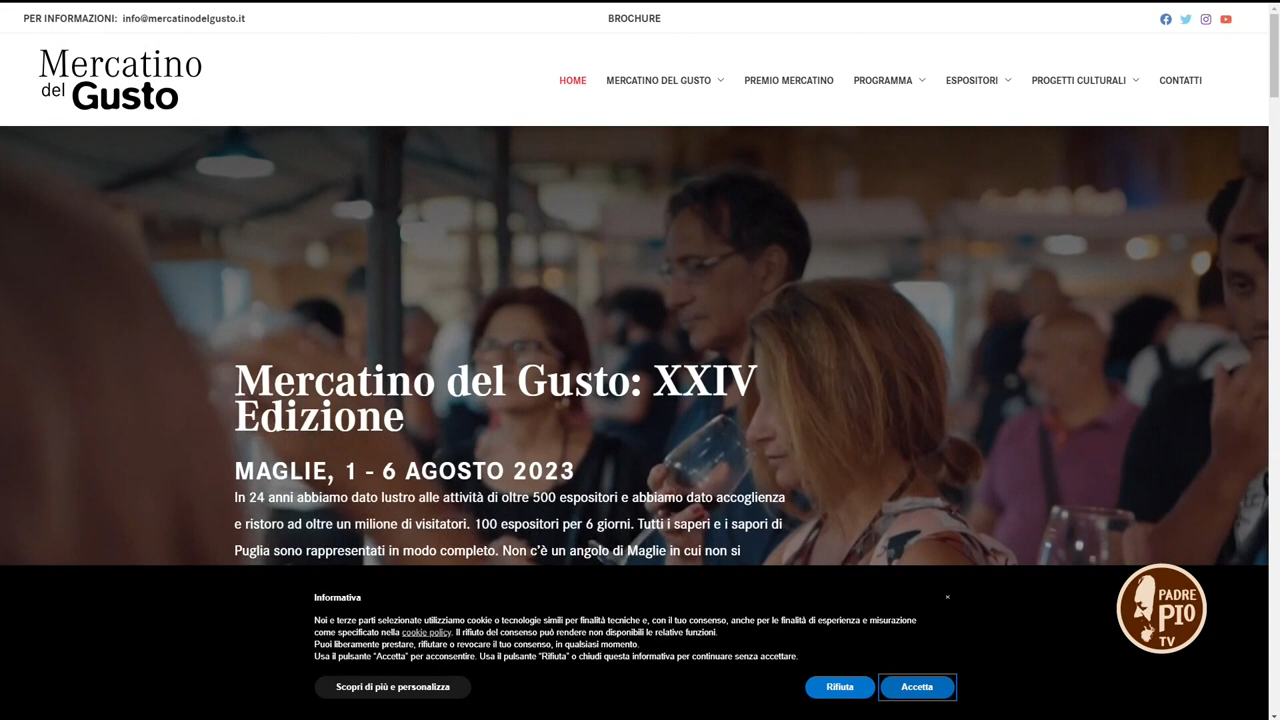 PER INFORMAZIONI: info@mercatinodelgusto.it
BROCHURE
Mercatino
del Gusto
HOME
MERCATINO DEL GUSTO
PREMIO MERCATINO
PROGRAMMA
ESPOSITORI
PROGETTI CULTURALI
CONTATTI
Mercatino del Gusto: XXIV
Edizione
MAGLIE, 1 - 6 AGOSTO 2023
In 24 anni abbiamo dato lustro alle attività di oltre 500 espositori e abbiamo dato accoglienza
e ristoro ad oltre un milione di visitatori. 100 espositori per 6 giorni. Tutti i saperi e i sapori di
Puglia sono rappresentati in modo completo. Non c'è un angolo di Maglie in cui non si
Informativa
×
Noi e terze parti selezionate utilizziamo cookie o tecnologie simili per finalità tecniche e, con il tuo consenso, anche per le finalità di esperienza e misurazione
come specificato nella cookie policy. Il rifiuto del consenso può rendere non disponibili le relative funzioni.
Puoi liberamente prestare, rifiutare o revocare il tuo consenso, in qualsiasi momento.
Usa il pulsante “Accetta” per acconsentire. Usa il pulsante “Rifiuta” o chiudi questa informativa per continuare senza accettare.
Scopri di più e personalizza
Rifiuta
Accetta
PADRE
PIO
TV